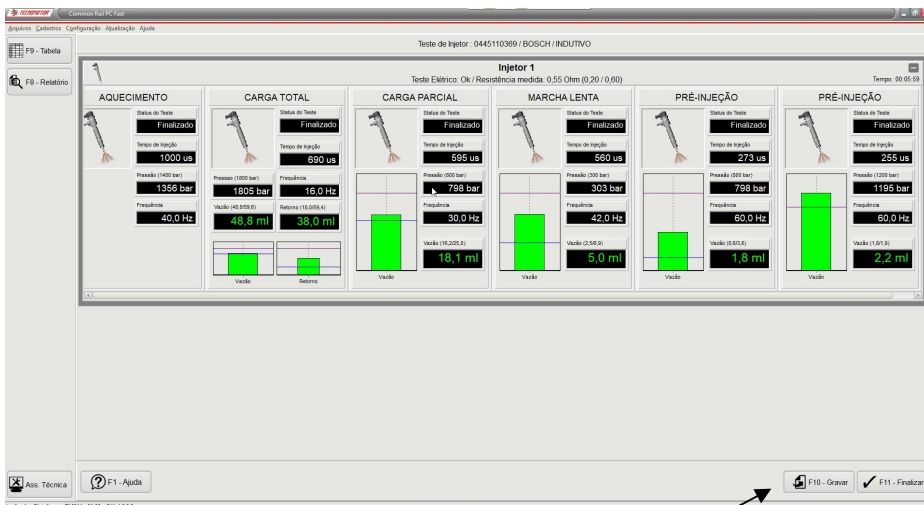 TECNOMOTOR Common Rail PC Fast
Arquivos Cadastros Configuração Atualização Ajuda
F9 - Tabela
F8 - Relatório
Teste de Injetor : 0445110369 / BOSCH / INDUTIVO
Injetor 1
Teste Elétrico: Ok / Resistência medida: 0,55 Ohm (0,20 / 0,60)
Tempo: 00:05:59
AQUECIMENTO
Status do Teste
Finalizado
Tempo de Injeção
1000 us
Pressão (1400 bar)
1356 bar
Frequência
40,0 Hz
CARGA TOTAL
Status do Teste
Finalizado
Tempo de Injeção
690 us
Pressão (1800 bar)
1805 bar
Frequência
16,0 Hz
Vazão (48,0/59,6)
48,8 ml
Retorno (18,0/59,4)
38,0 ml
Vazão
Retorno
CARGA PARCIAL
Status do Teste
Finalizado
Tempo de Injeção
595 us
Pressão (800 bar)
798 bar
Frequência
30,0 Hz
Vazão (16,2/25,8)
18,1 ml
Vazão
MARCHA LENTA
Status do Teste
Finalizado
Tempo de Injeção
560 us
Pressão (300 bar)
303 bar
Frequência
42,0 Hz
Vazão (2,5/6,9)
5,0 ml
Vazão
PRÉ-INJEÇÃO
Status do Teste
Finalizado
Tempo de Injeção
273 us
Pressão (800 bar)
798 bar
Frequência
60,0 Hz
Vazão (0,6/3,6)
1,8 ml
Vazão
PRÉ-INJEÇÃO
Status do Teste
Finalizado
Tempo de Injeção
255 us
Pressão (1200 bar)
1195 bar
Frequência
60,0 Hz
Vazão
2,2 ml
Vazão
Ass. Técnica
F1 - Ajuda
F10 - Gravar
F11 - Finalizar